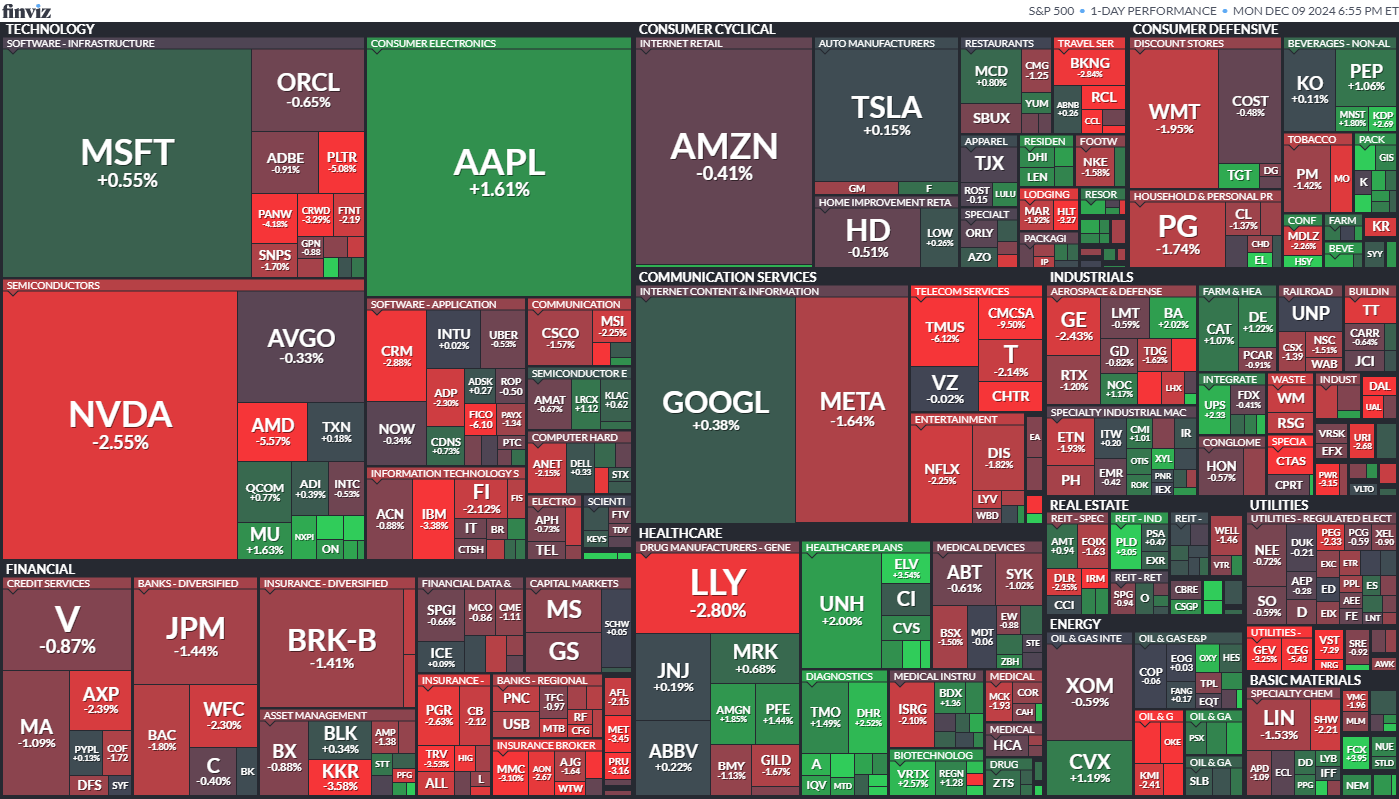 finviz
S&P 500 • 1-DAY PERFORMANCE • MON DEC 09 2024 6:55 PM ET
TECHNOLOGY
SOFTWARE - INFRASTRUCTURE
MSFT
+0.55%
ORCL
-0.65%
ADBE
-0.91%
PLTR
-5.08%
PANW
-4.18%
CRWD
-3.29%
FTNT
-2.19
SNPS
-1.70%
GPN
-0.88
CONSUMER ELECTRONICS
AAPL
+1.61%
SEMICONDUCTORS
NVDA
-2.55%
AVGO
-0.33%
AMD
-5.57%
TXN
+0.18%
QCOM
+0.77%
ADI
+0.39%
INTC
-0.53%
MU
+1.63%
NXPI
ON
SOFTWARE - APPLICATION
CRM
-2.88%
INTU
+0.02%
UBER
-0.53%
ADP
-2.30%
ADSK
+0.27
ROP
-0.50
NOW
-0.34%
FICO
-6.10
PAYX
-1.34
CDNS
+0.73%
PTC
COMMUNICATION
CSCO
-1.57%
MSI
-2.25%
SEMICONDUCTOR E
AMAT
-0.67%
LRCX
+1.12
KLAC
+0.62
COMPUTER HARD
ANET
-2.15%
DELL
+0.33
STX
INFORMATION TECHNOLOGY S
ACN
-0.88%
IBM
-3.38%
FI
-2.12%
FIS
IT
BR
CTSH
ELECTRO
APH
-0.73%
TEL
SCIENTI
FTV
TDY
KEYS
CONSUMER CYCLICAL
INTERNET RETAIL
AMZN
-0.41%
AUTO MANUFACTURERS
TSLA
+0.15%
GM
F
HOME IMPROVEMENT RETA
HD
-0.51%
LOW
+0.26%
RESTAURANTS
MCD
+0.80%
CMG
-1.25
SBUX
YUM
TRAVEL SER
BKNG
-2.84%
ABNB
+0.26
RCL
CCL
APPAREL
TJX
ROST
-0.15
LULU
RESIDEN
DHI
LEN
FOOTW
NKE
-1.58%
LODGING
MAR
-1.92%
HLT
-3.27
RESOR
SPECIALT
ORLY
AZO
PACKAGI
IP
CONSUMER DEFENSIVE
DISCOUNT STORES
WMT
-1.95%
COST
-0.48%
TGT
DG
BEVERAGES - NON-AL
KO
+0.11%
PEP
+1.06%
MNST
+1.80%
KDP
+2.69
TOBACCO
PM
-1.42%
MO
PACK
GIS
K
HOUSEHOLD & PERSONAL PR
PG
-1.74%
CL
-1.37%
CHD
EL
CONF
MDLZ
-2.26%
HSY
FARM
BEVE
KR
SYY
COMMUNICATION SERVICES
INTERNET CONTENT & INFORMATION
GOOGL
+0.38%
META
-1.64%
TELECOM SERVICES
TMUS
-6.12%
CMCSA
-9.50%
T
-2.14%
VZ
-0.02%
CHTR
ENTERTAINMENT
NFLX
-2.25%
DIS
-1.82%
LYV
WBD
EA
INDUSTRIALS
AEROSPACE & DEFENSE
GE
-2.43%
LMT
-0.59%
BA
+2.02%
RTX
-1.20%
GD
-0.82%
TDG
-1.62%
NOC
+1.17%
LHX
FARM & HEA
CAT
+1.07%
DE
+1.22%
PCAR
-0.91%
RAILROAD
UNP
CSX
-1.39
NSC
-1.51%
WAB
BUILDIN
TT
CARR
-0.64%
JCI
SPECIALTY INDUSTRIAL MAC
ETN
-1.93%
ITW
+0.20
CMI
+1.01
IR
PH
EMR
-0.42
OTIS
XYL
ROK
PNR
IEX
INTEGRATE
UPS
+2.93
FDX
-0.41%
WASTE
WM
RSG
INDUST
DAL
UAL
CONGLOME
HON
-0.57%
SPECIA
CTAS
CPRT
VRSK
EFX
URI
-2.68
PWR
-3.15
VLTO
FINANCIAL
CREDIT SERVICES
V
-0.87%
MA
-1.09%
AXP
-2.39%
PYPL
+0.13%
COF
-1.72
DFS
SYF
BANKS - DIVERSIFIED
JPM
-1.44%
BAC
-1.80%
WFC
-2.30%
C
-0.40%
BK
INSURANCE - DIVERSIFIED
BRK-B
-1.41%
ASSET MANAGEMENT
BX
-0.88%
BLK
+0.34%
AMP
-1.38
KKR
-3.58%
STT
PFG
FINANCIAL DATA &
SPGI
-0.66%
MCO
-0.86
CME
-1.11
ICE
+0.09%
CAPITAL MARKETS
MS
GS
SCHW
+0.05
INSURANCE -
PGR
-2.63%
CB
-2.12
TRV
-3.53%
HIG
ALL
L
BANKS - REGIONAL
PNC
TFC
-0.97
USB
MTB
RF
CFG
AFL
-2.15
MET
-3.45
PRU
-3.16
INSURANCE BROKER
MMC
-3.10%
AON
-2.67
AJG
-1.64
WTW
HEALTHCARE
DRUG MANUFACTURERS - GENE
LLY
-2.80%
JNJ
+0.19%
MRK
+0.68%
ABBV
+0.22%
AMGN
+1.85%
PFE
+1.44%
BMY
-1.13%
GILD
-1.67%
HEALTHCARE PLANS
UNH
+2.00%
ELV
+3.54%
CI
CVS
MEDICAL DEVICES
ABT
-0.61%
SYK
-1.02%
BSX
-1.50%
MDT
-0.06
EW
-0.88
STE
ZBH
DIAGNOSTICS
TMO
+1.49%
DHR
+2.52%
A
IQV
MTD
MEDICAL INSTRU
ISRG
-2.10%
BDX
+1.36
MEDICAL
MCK
-1.93
COR
CAH
MEDICAL
HCA
BIOTECHNOLOG
VRTX
+2.57%
REGN
+1.28
DRUG
ZTS
REAL ESTATE
REIT - SPEC
AMT
+0.94
EQIX
-1.63
DLR
-2.35%
IRM
CCI
REIT - IND
PLD
+3.05
PSA
+0.47
EXR
REIT -
WELL
-1.46
VTR
REIT - RET
SPG
-0.94
O
CBRE
CSGP
UTILITIES
UTILITIES - REGULATED ELECT
NEE
-0.72%
DUK
-0.21
PEG
-2.23
PCG
-0.59
XEL
-0.90
EXC
ETR
SO
-0.59%
AEP
-0.28
ED
PPL
ES
D
AEE
EIX
FE
LNT
UTILITIES -
GEV
-3.25%
CEG
-5.43
VST
-7.29
NRG
SRE
-0.92
AWK
ENERGY
OIL & GAS INTE
XOM
-0.59%
CVX
+1.19%
OIL & GAS E&P
COP
-0.06
EOG
+0.03
OXY
HES
FANG
+0.17
TPL
EQT
OIL & G
OKE
KMI
-2.41
OIL & GA
PSX
OIL & GA
SLB
BASIC MATERIALS
SPECIALTY CHEM
LIN
-1.53%
SHW
-2.21
APD
-1.09
ECL
DD
LYB
PPG
IFF
VMC
-1.96
MLM
FCX
+3.95
NUE
STLD
NEM